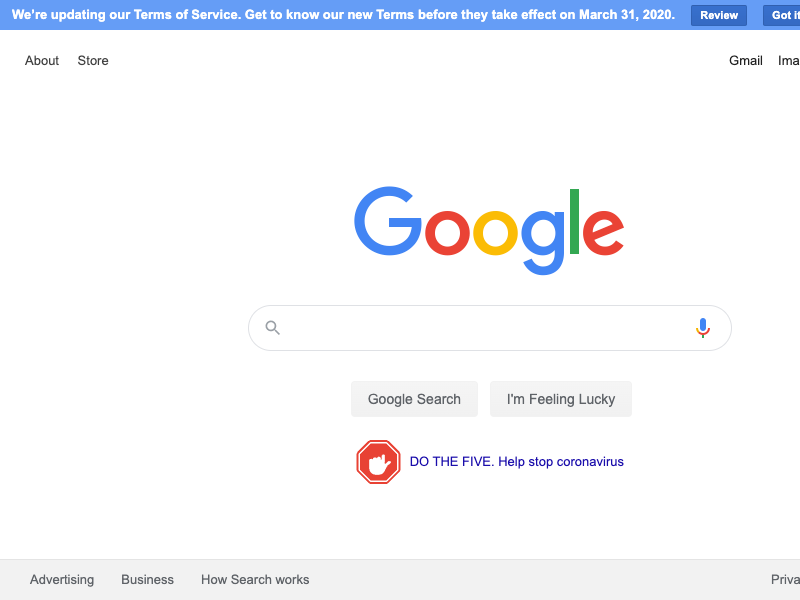 We're updating our Terms of Service. Get to know our new Terms before they take effect on March 31, 2020. Review Got it
About Store Gmail Ima
Google
Google Search I'm Feeling Lucky
DO THE FIVE. Help stop coronavirus
Advertising Business How Search works Priva